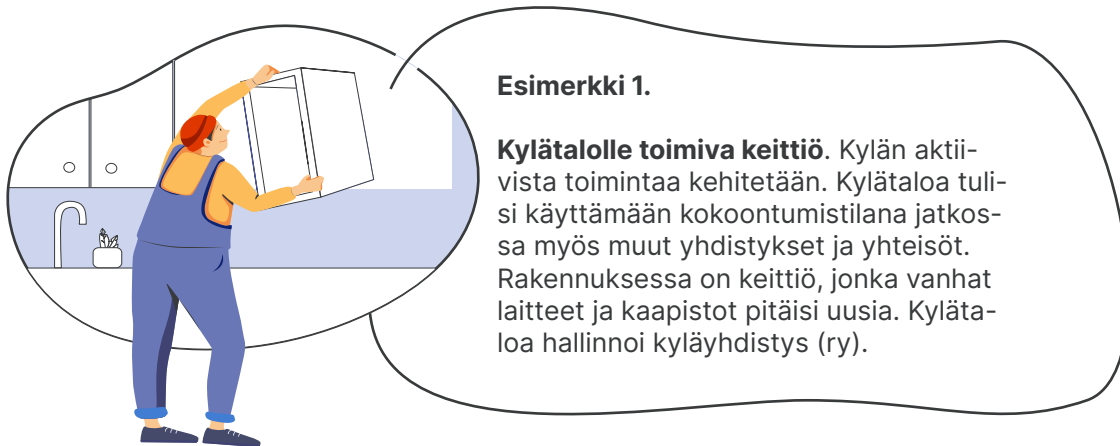 Esimerkki 1.
Kylätalolle toimiva keittiö. Kylän aktii-
vista toimintaa kehitetään. Kylätaloa tuli-
si käyttämään kokoontumistilana jatkos-
sa myös muut yhdistykset ja yhteisöt.
Rakennuksessa on keittiö, jonka vanhat
laitteet ja kaapistot pitäisi uusia. Kyläta-
loa hallinnoi kyläyhdistys (ry).